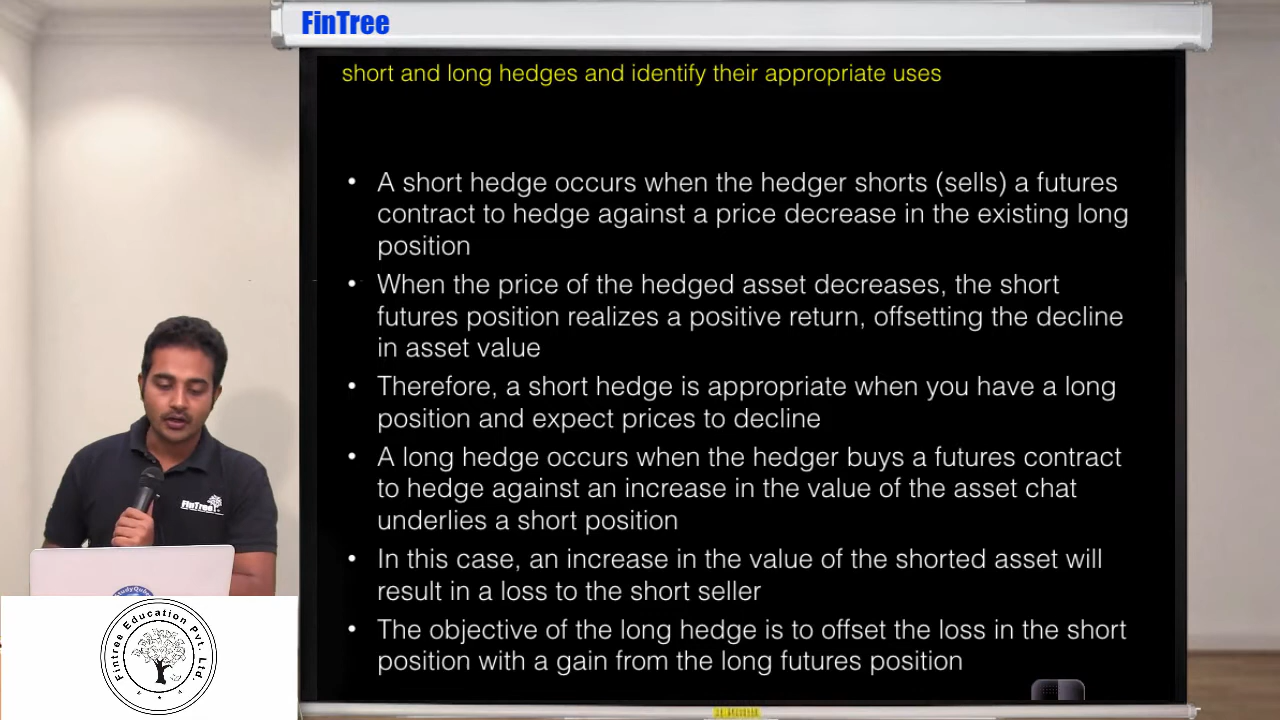 FinTree
short and long hedges and identify their appropriate uses
• A short hedge occurs when the hedger shorts (sells) a futures
contract to hedge against a price decrease in the existing long
position
• When the price of the hedged asset decreases, the short
futures position realizes a positive return, offsetting the decline
in asset value
• Therefore, a short hedge is appropriate when you have a long
position and expect prices to decline
• A long hedge occurs when the hedger buys a futures contract
to hedge against an increase in the value of the asset chat
underlies a short position
• In this case, an increase in the value of the shorted asset will
result in a loss to the short seller
• The objective of the long hedge is to offset the loss in the short
position with a gain from the long futures position
FinTree
Fintree Education Pvt. Ltd.